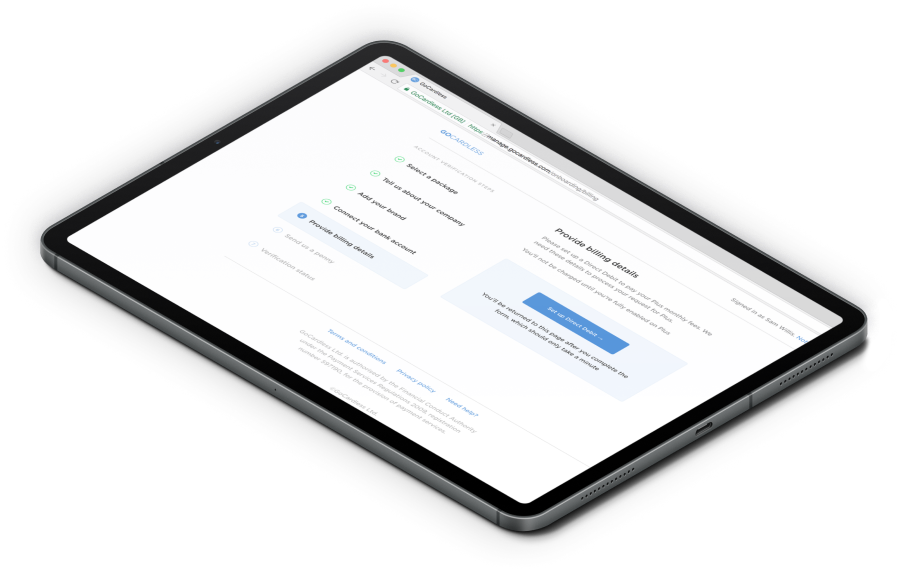 GoCardless
GoCardless Ltd [GB] https://manage.gocardless.com/onboarding/billing
GOCARDLESS
Signed in as Sam Willis.
ACCOUNT VERIFICATION STEPS
Select a package
Tell us about your company
Add your brand
Connect your bank account
Provide billing details
Send us a penny
Verification status
Provide billing details
Please set up a Direct Debit to pay your Plus monthly fees. We
need these details to process your request for Plus.
You'll not be charged until you're fully enabled on Plus
Set up Direct Debit →
You'll be returned to this page after you complete the
form, which should only take a minute
Terms and conditions Privacy policy Need help?
GoCardless Ltd. is authorised by the Financial Conduct Authority
under the Payment Services Regulations 2009, registration
number 597190, for the provision of payment services.
GoCardless Ltd.